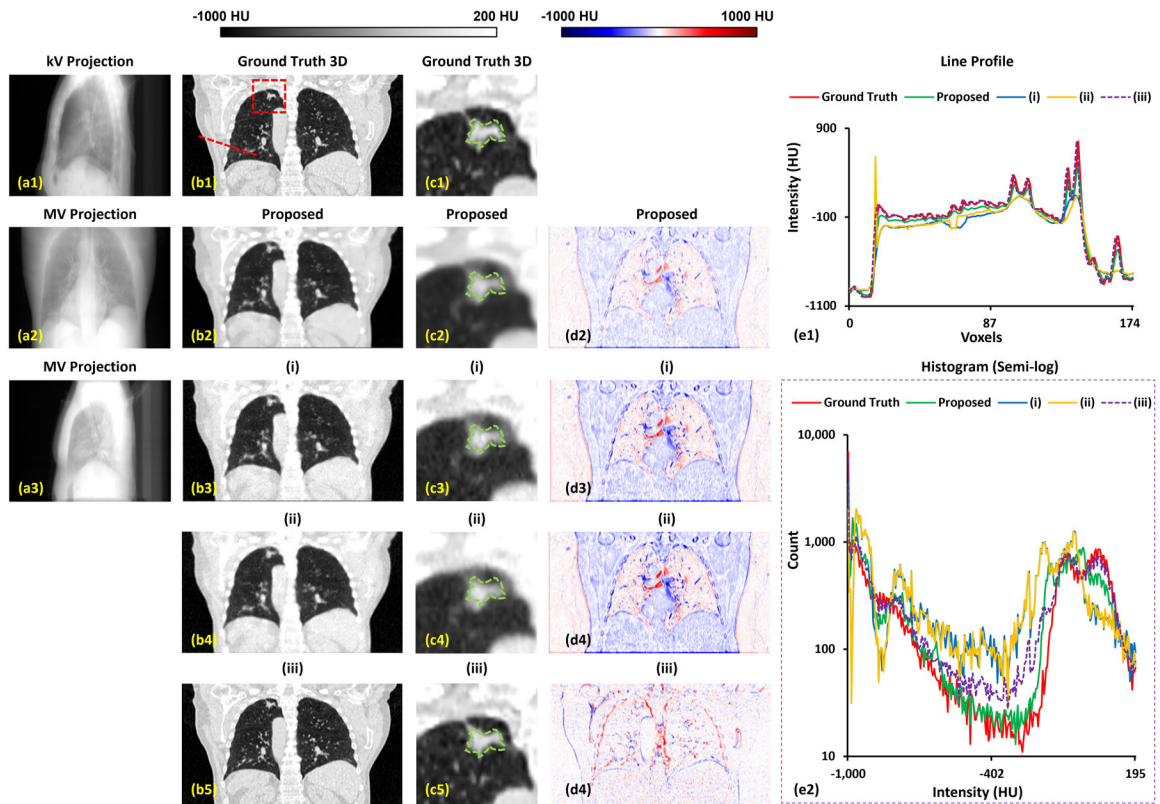 -1000 HU 200 HU -1000 HU 1000 HU
kV Projection Ground Truth 3D Ground Truth 3D Line Profile
Ground Truth Proposed (i) (ii) (iii)
900
-100
-1100
Intensity (HU)
0 87 174
Voxels
(e1)
(a1) (b1) (c1)
MV Projection Proposed Proposed Proposed
(a2) (b2) (c2) (d2)
MV Projection (i) (i) (i)
(a3) (b3) (c3) (d3)
(ii) (ii) (ii)
(b4) (c4) (d4)
(iii) (iii) (iii)
(b5) (c5) (d4)
Histogram (Semi-log)
Ground Truth Proposed (i) (ii) (iii)
10,000
1,000
100
10
Count
-1,000 -402 195
Intensity (HU)
(e2)